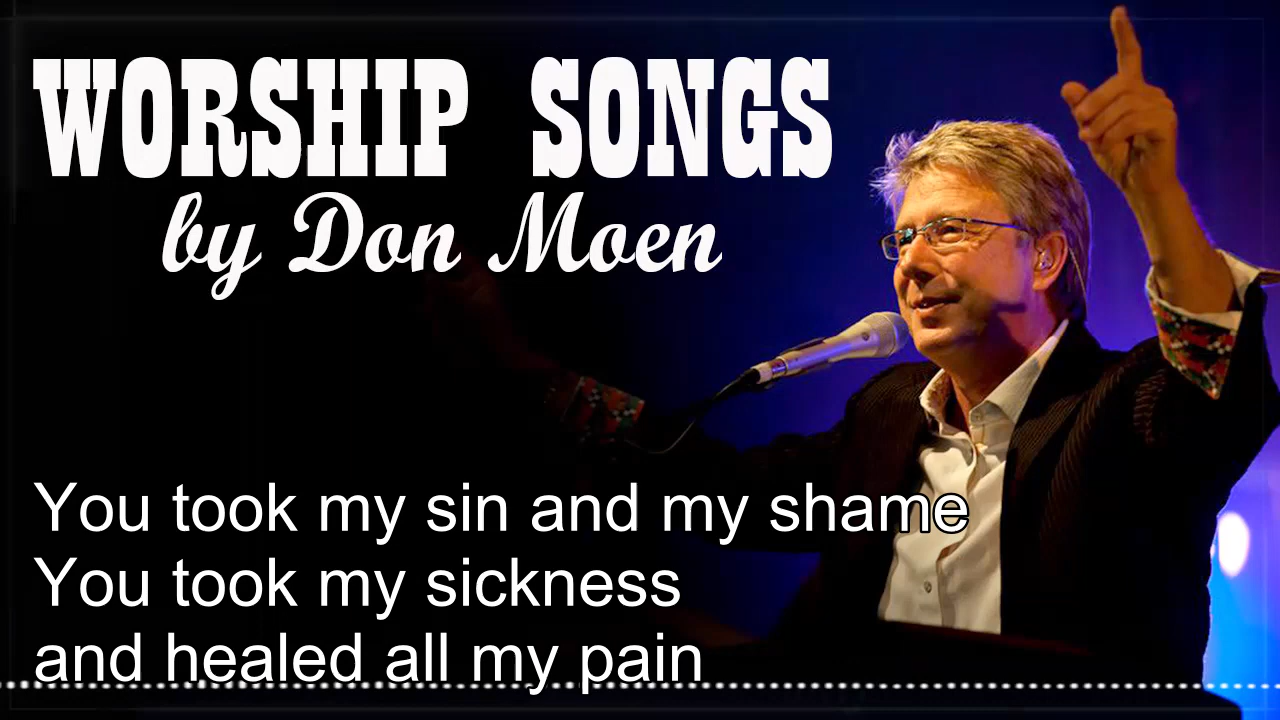 WORSHIP SONGS
by Don Moen
You took my sin and my shame
You took my sickness
and healed all my pain